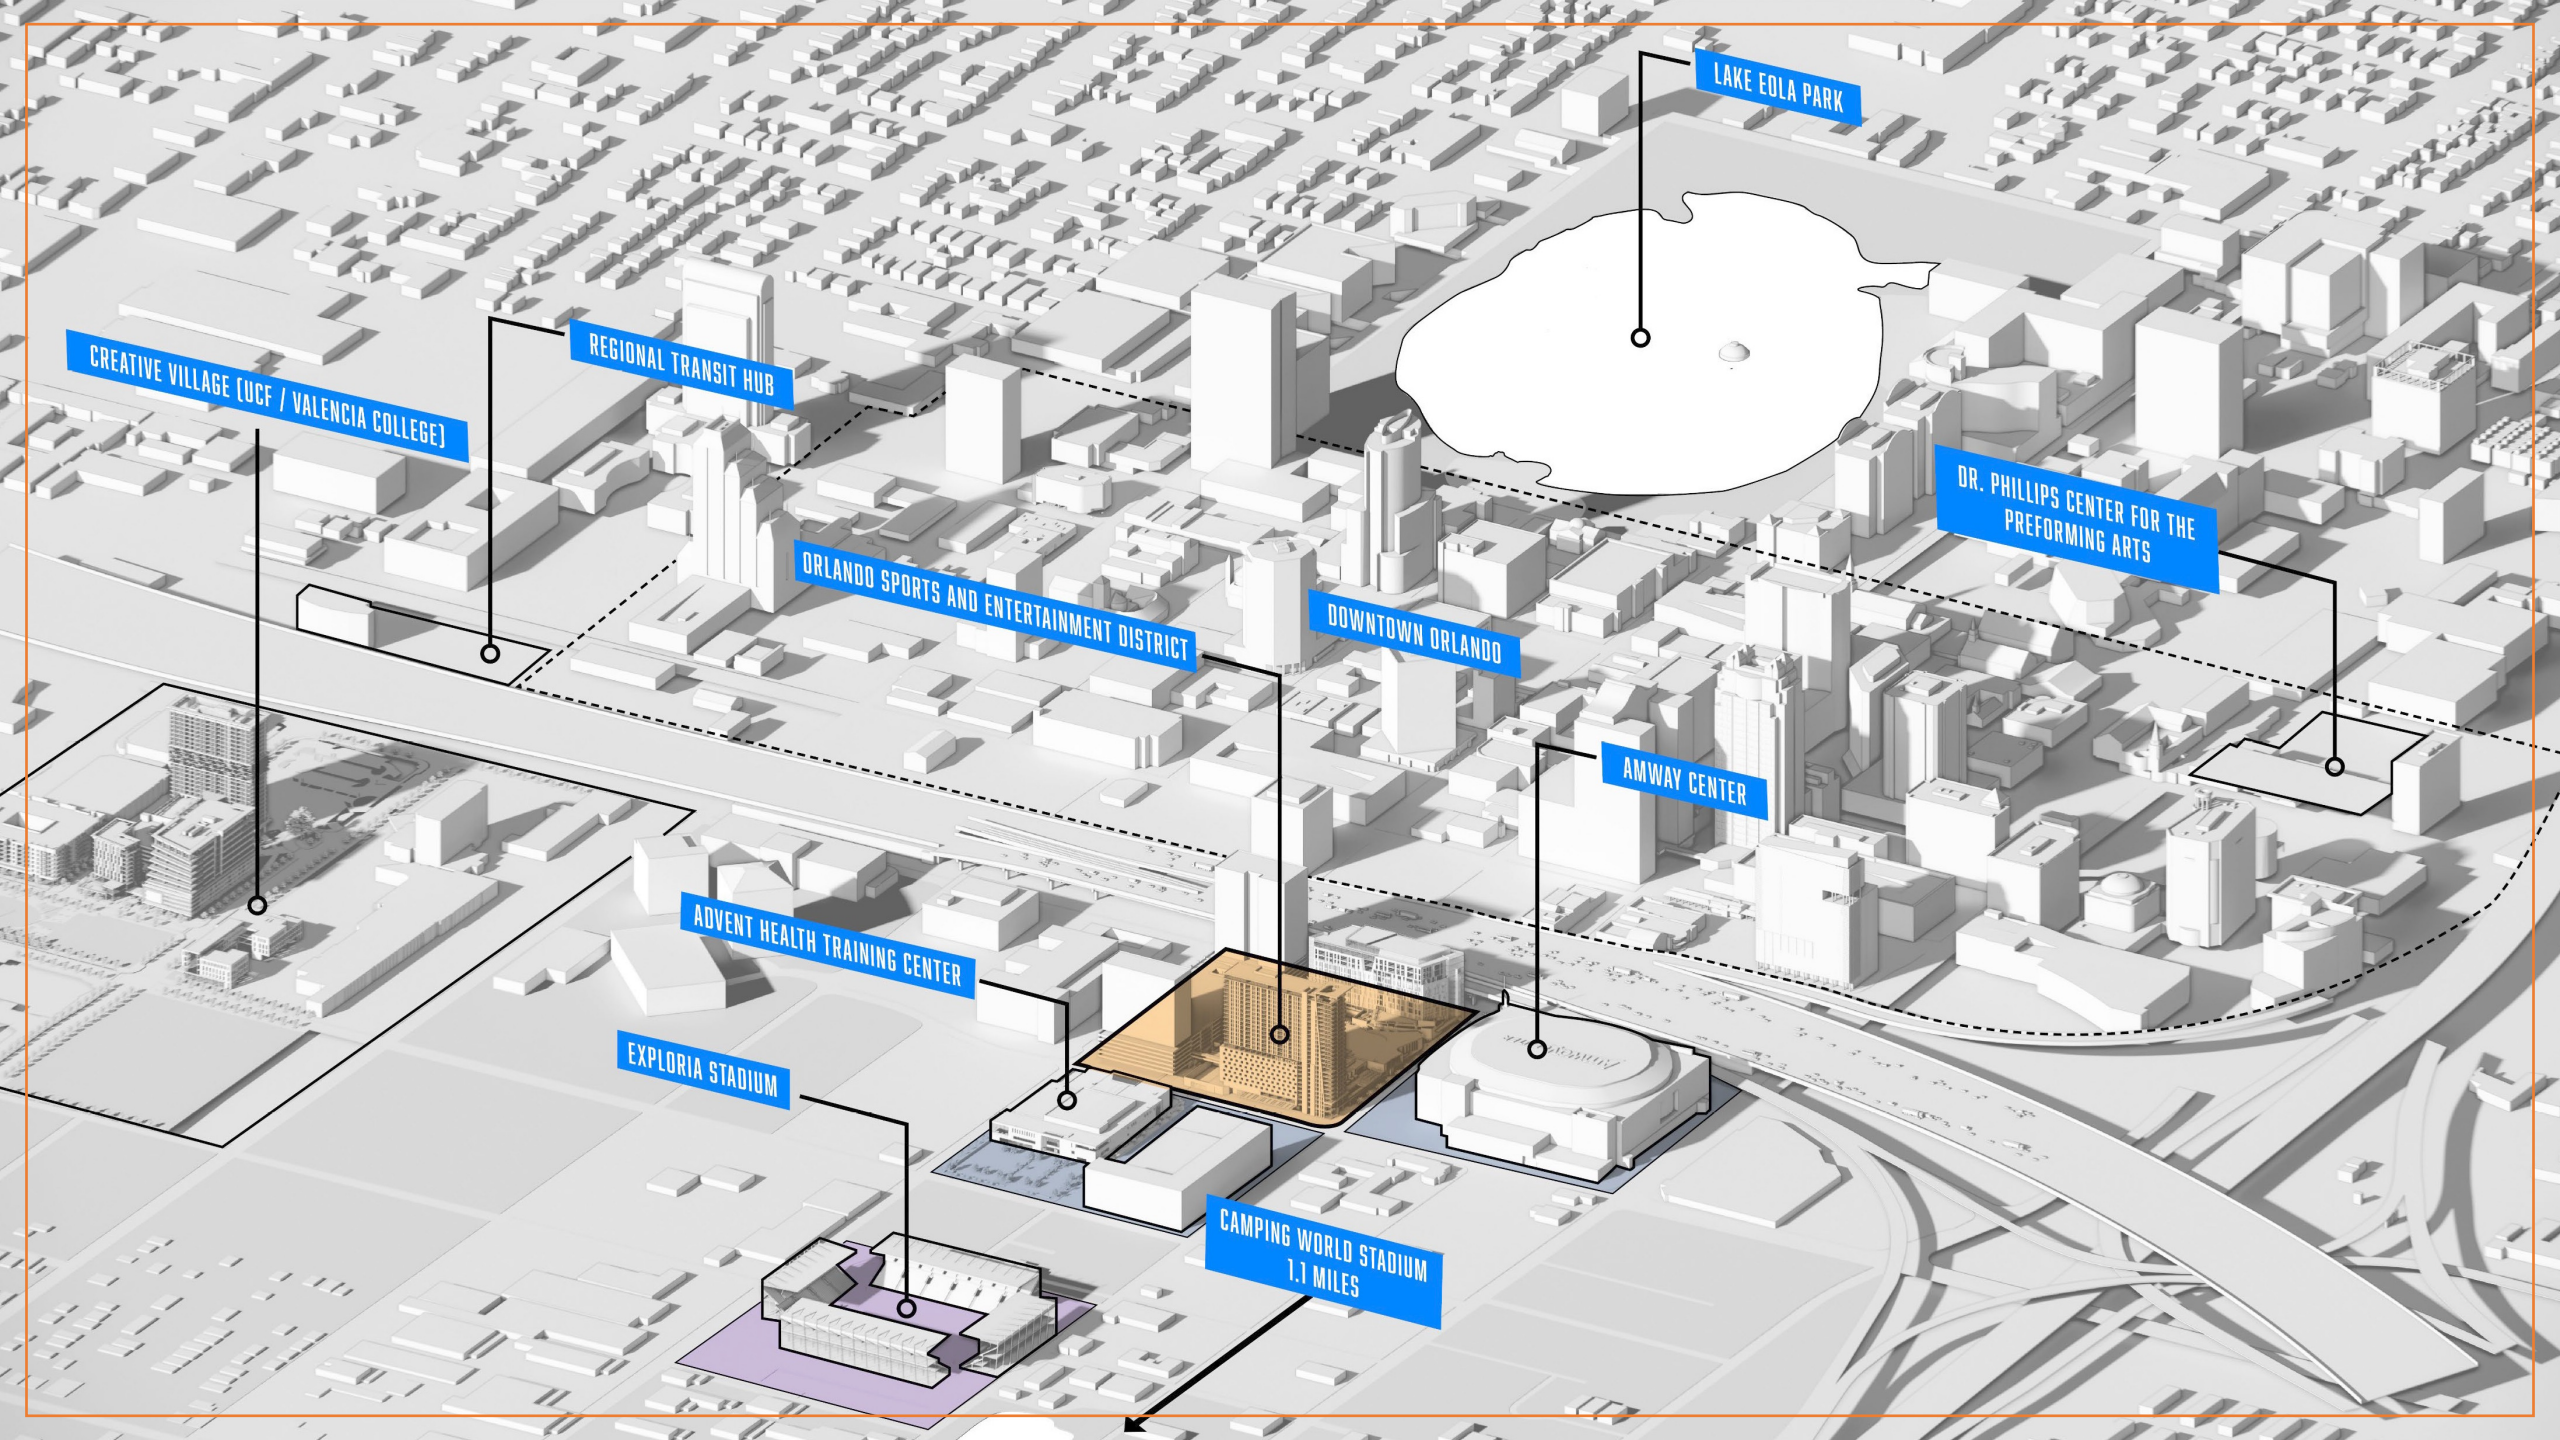 LAKE EOLA PARK
REGIONAL TRANSIT HUB
CREATIVE VILLAGE (UCF / VALENCIA COLLEGE)
DR. PHILLIPS CENTER FOR THE
PREFORMING ARTS
ORLANDO SPORTS AND ENTERTAINMENT DISTRICT
DOWNTOWN ORLANDO
AMWAY CENTER
ADVENT HEALTH TRAINING CENTER
EXPLORIA STADIUM
CAMPING WORLD STADIUM
1.1 MILES